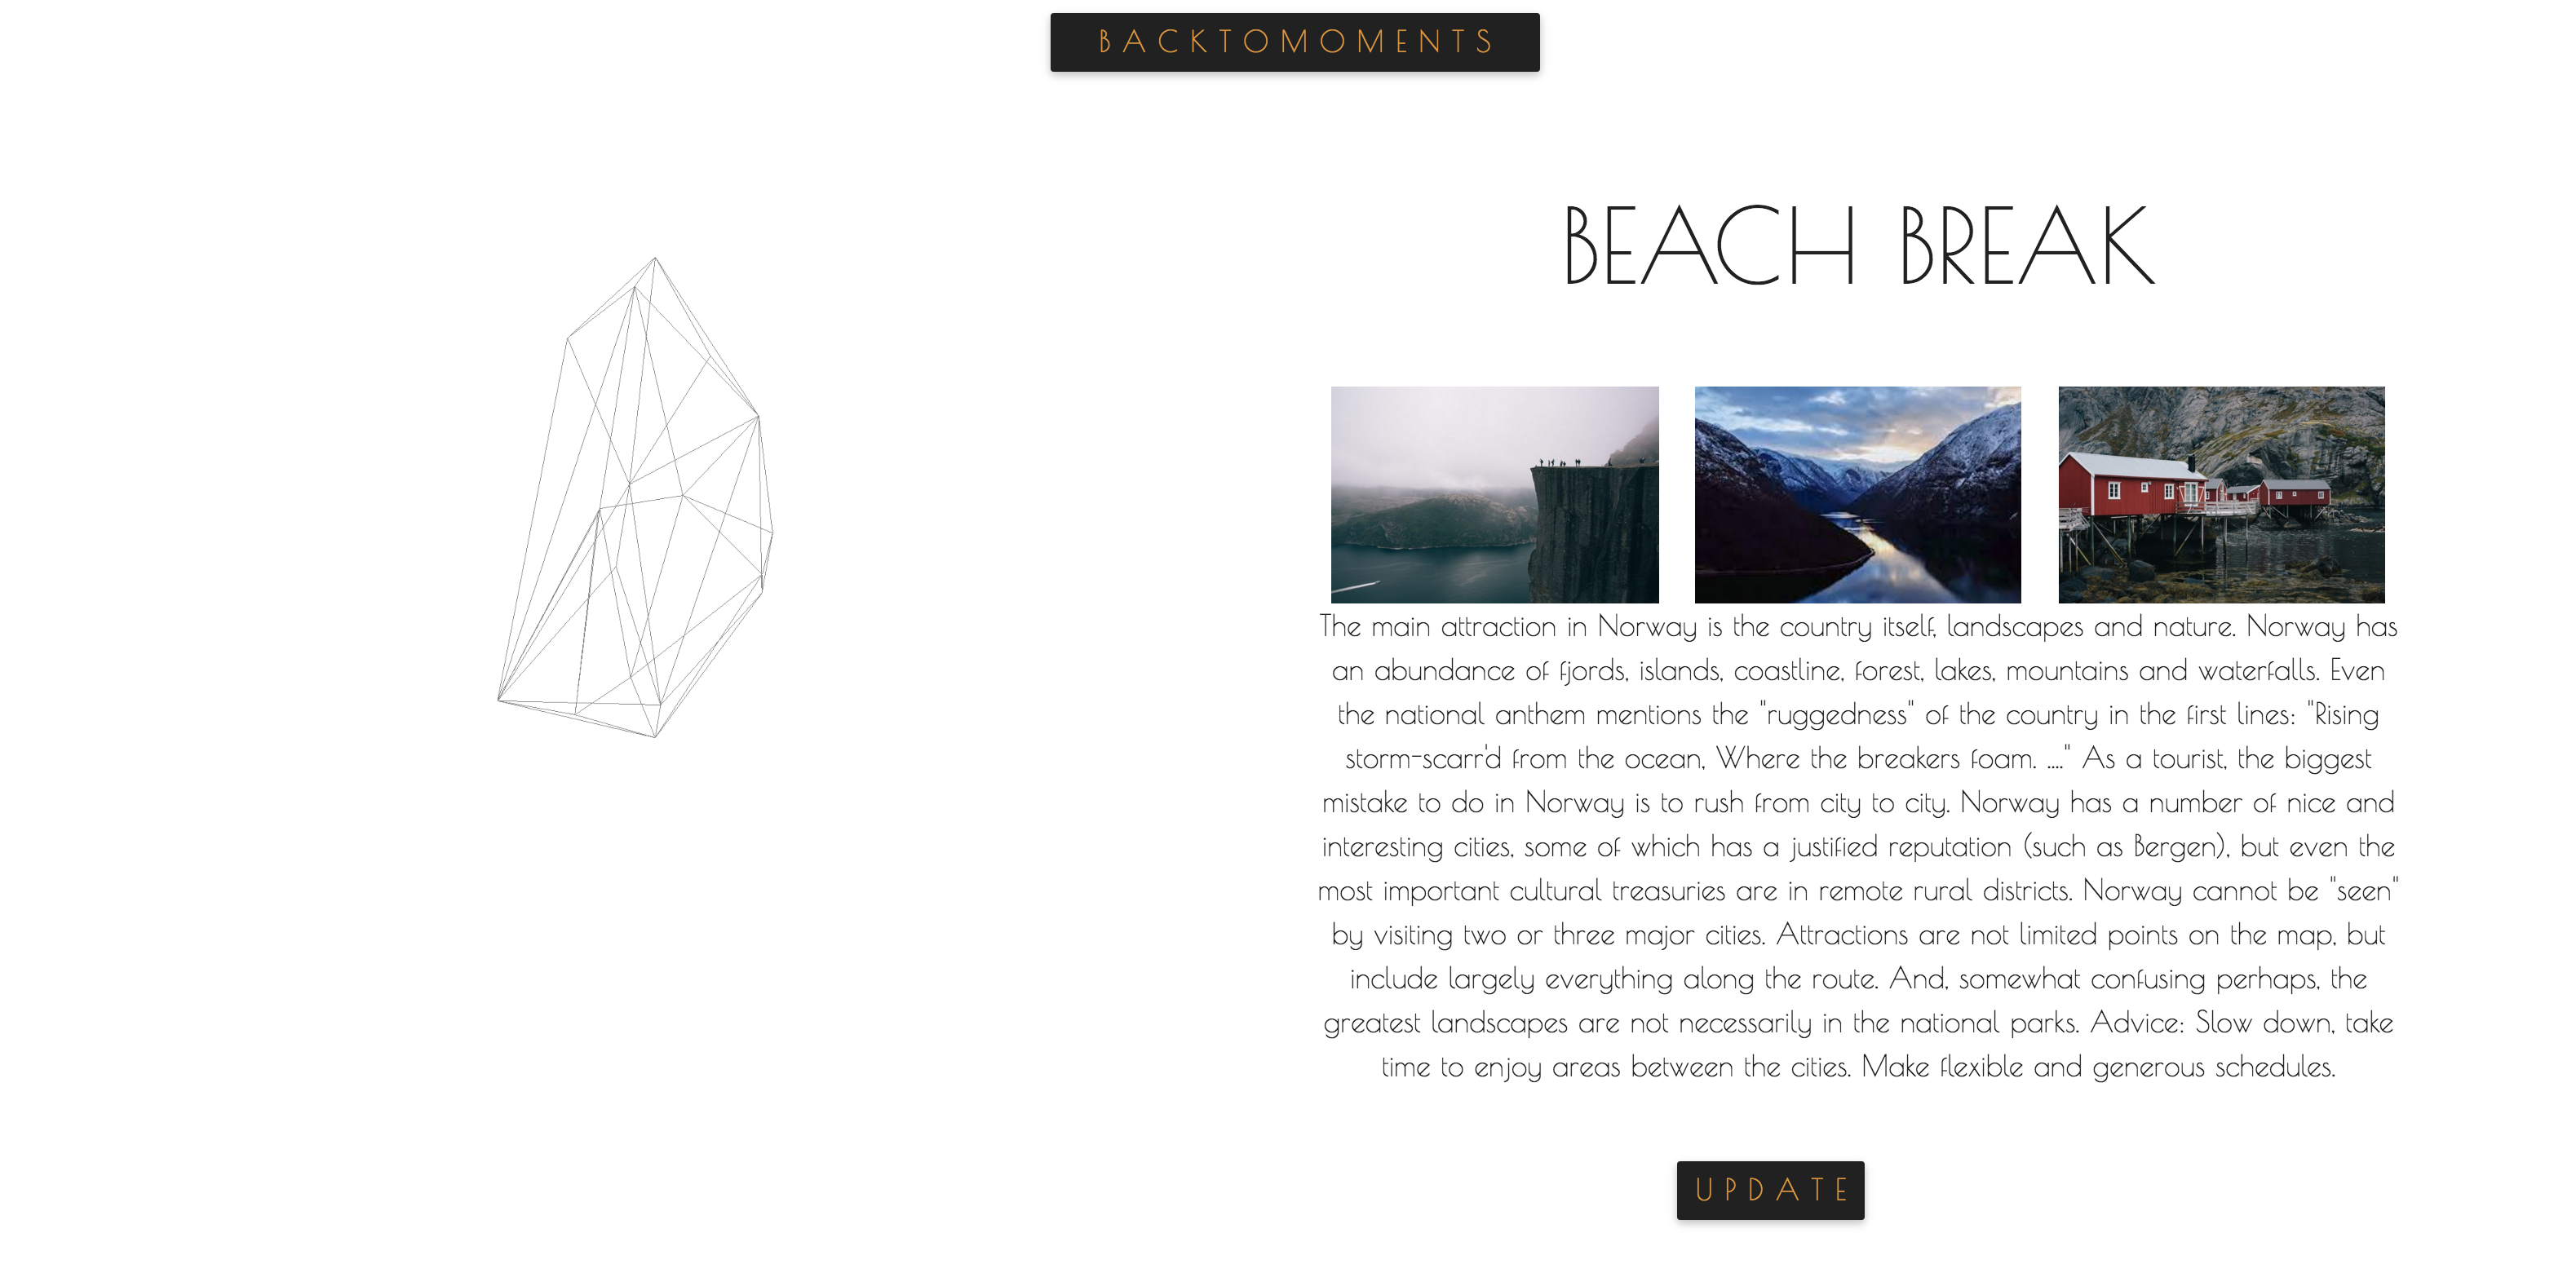 BACKTOMOMENTS
BEACH BREAK
The main attraction in Norway is the country itself, landscapes and nature. Norway has
an abundance of fjords, islands, coastline, forest, lakes, mountains and waterfalls. Even
the national anthem mentions the "ruggedness" of the country in the first lines: "Rising
storm-scarr'd from the ocean, Where the breakers foam. ...." As a tourist, the biggest
mistake to do in Norway is to rush from city to city. Norway has a number of nice and
interesting cities, some of which has a justified reputation (such as Bergen), but even the
most important cultural treasuries are in remote rural districts. Norway cannot be "seen"
by visiting two or three major cities. Attractions are not limited points on the map, but
include largely everything along the route. And, somewhat confusing perhaps, the
greatest landscapes are not necessarily in the national parks. Advice: Slow down, take
time to enjoy areas between the cities. Make flexible and generous schedules.
UPDATE